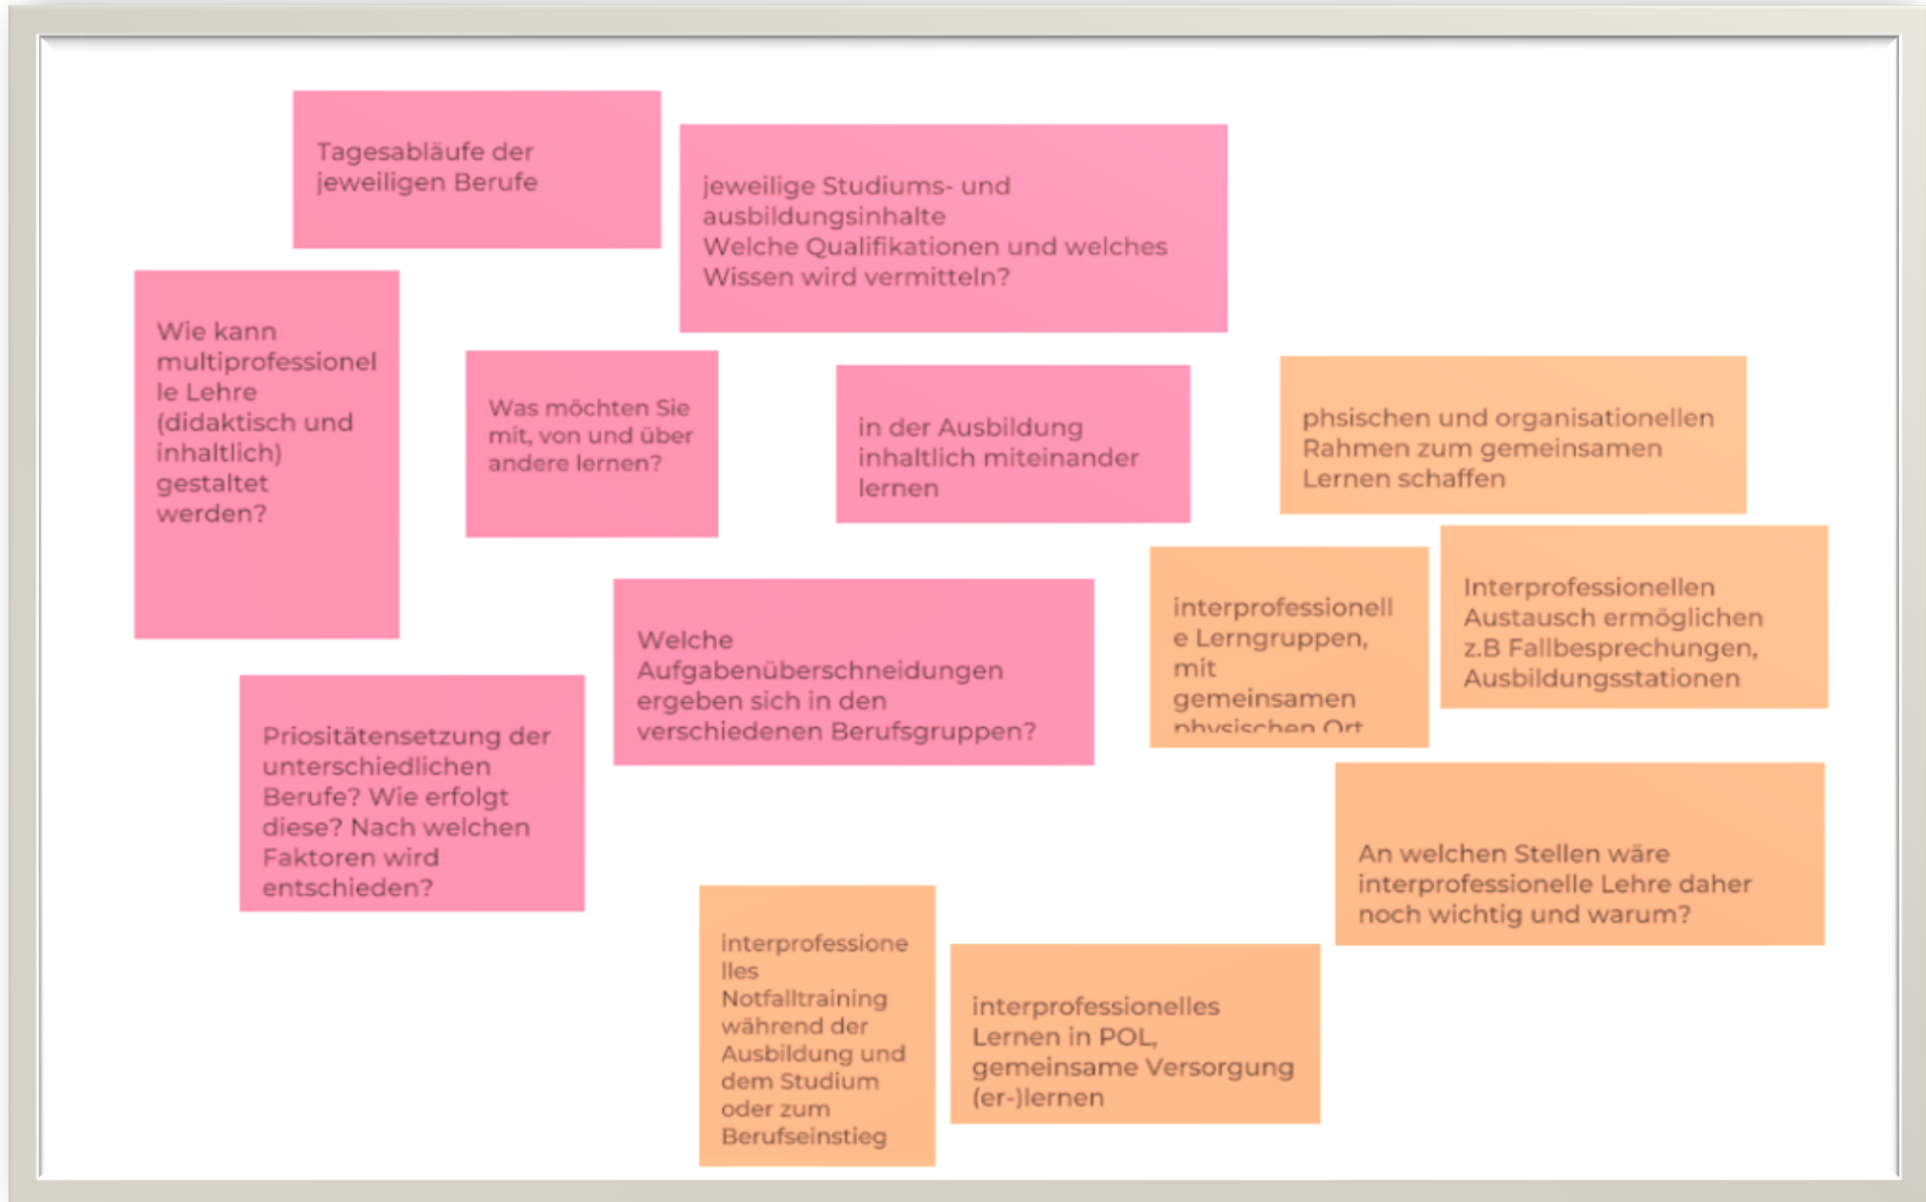 Tagesabläufe der
jeweiligen Berufe
jeweilige Studiums- und
ausbildungsinhalte
Welche Qualifikationen und welches
Wissen wird vermitteln?
Wie kann
multiprofessionel
le Lehre
(didaktisch und
inhaltlich)
gestaltet
werden?
Was möchten Sie
mit, von und über
andere lernen?
in der Ausbildung
inhaltlich miteinander
lernen
phsischen und organisationellen
Rahmen zum gemeinsamen
Lernen schaffen
interprofessionell
e Lerngruppen,
mit
gemeinsamen
physischen Ort
Interprofessionellen
Austausch ermöglichen
z.B Fallbesprechungen,
Ausbildungsstationen
Welche
Aufgabenüberschneidungen
ergeben sich in den
verschiedenen Berufsgruppen?
Priositätensetzung der
unterschiedlichen
Berufe? Wie erfolgt
diese? Nach welchen
Faktoren wird
entschieden?
An welchen Stellen wäre
interprofessionelle Lehre daher
noch wichtig und warum?
interprofessione
lles
Notfalltraining
während der
Ausbildung und
dem Studium
oder zum
Berufseinstieg
interprofessionelles
Lernen in POL,
gemeinsame Versorgung
(er-)lernen